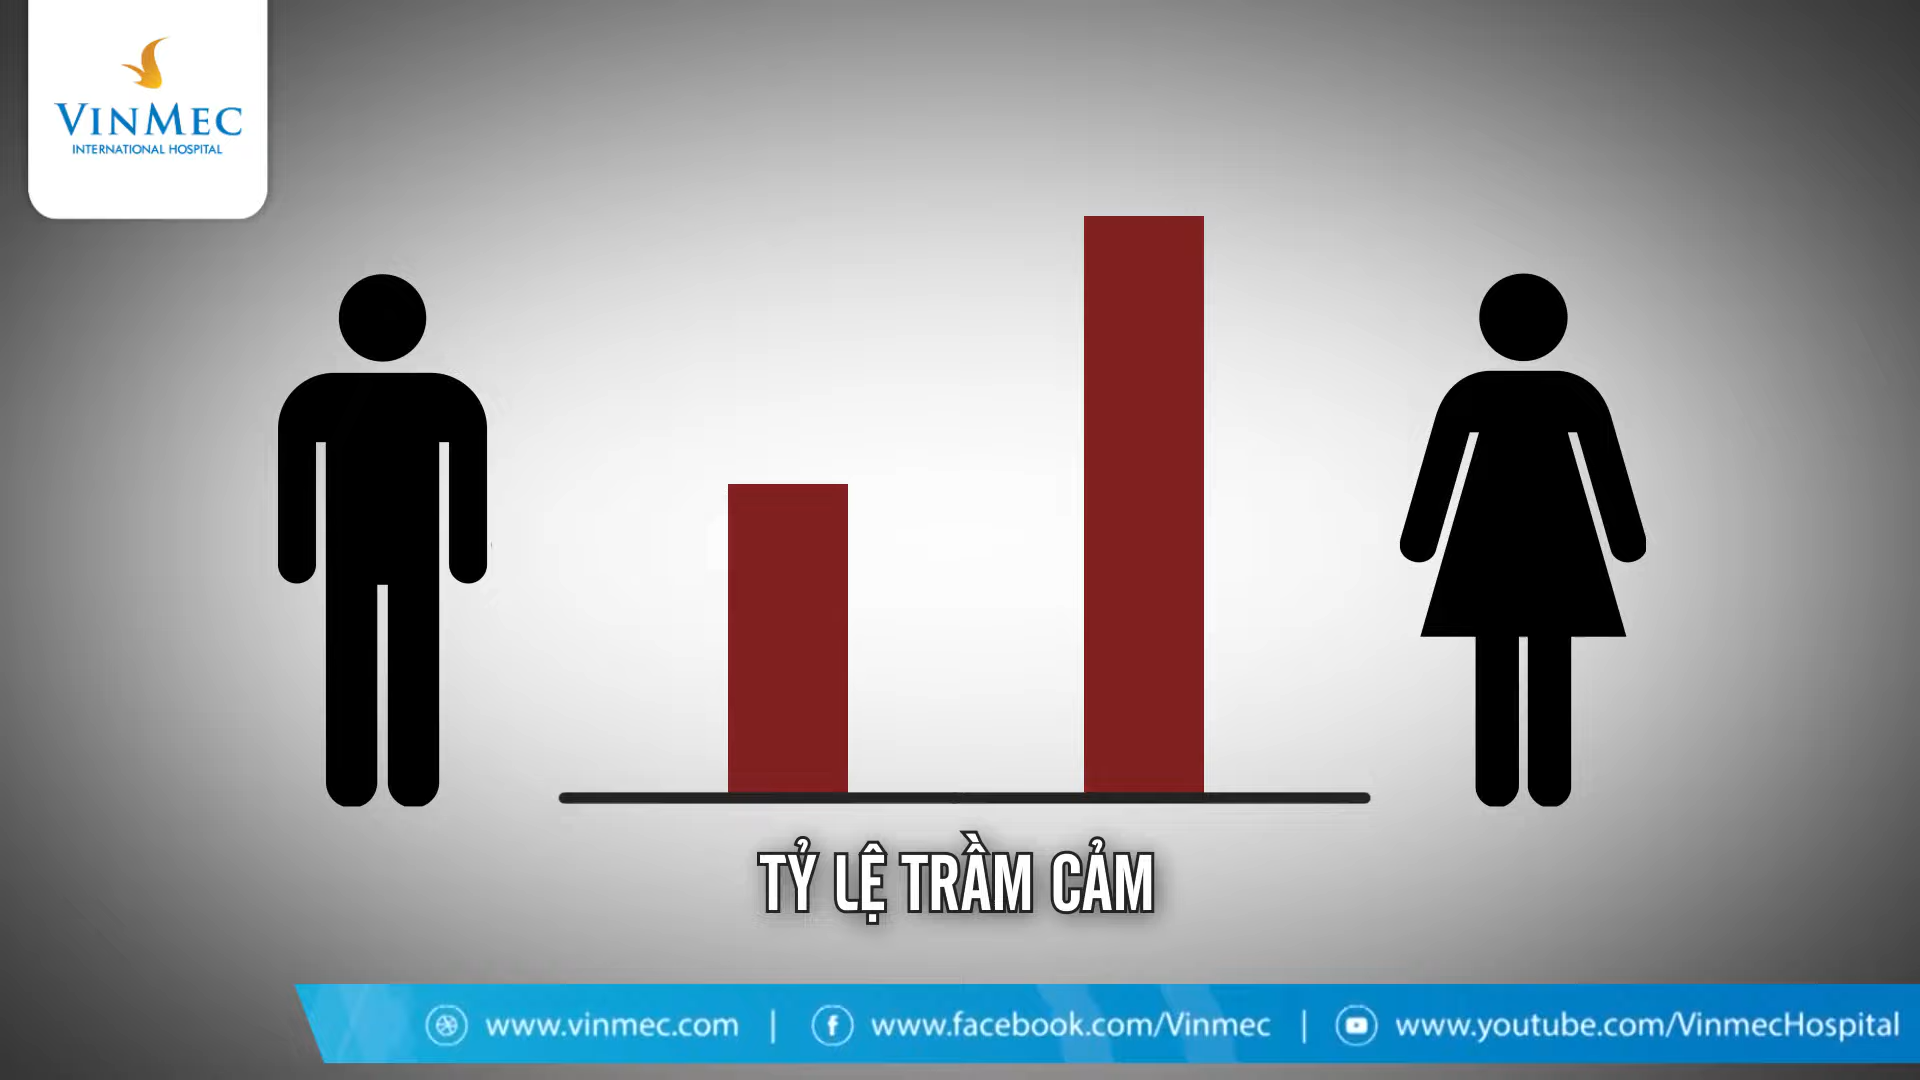 VINMEC
INTERNATIONAL HOSPITAL
TỶ LỆ TRẦM CẢM
www.vinmec.com | www.facebook.com/Vinmec | www.youtube.com/VinmecHospital